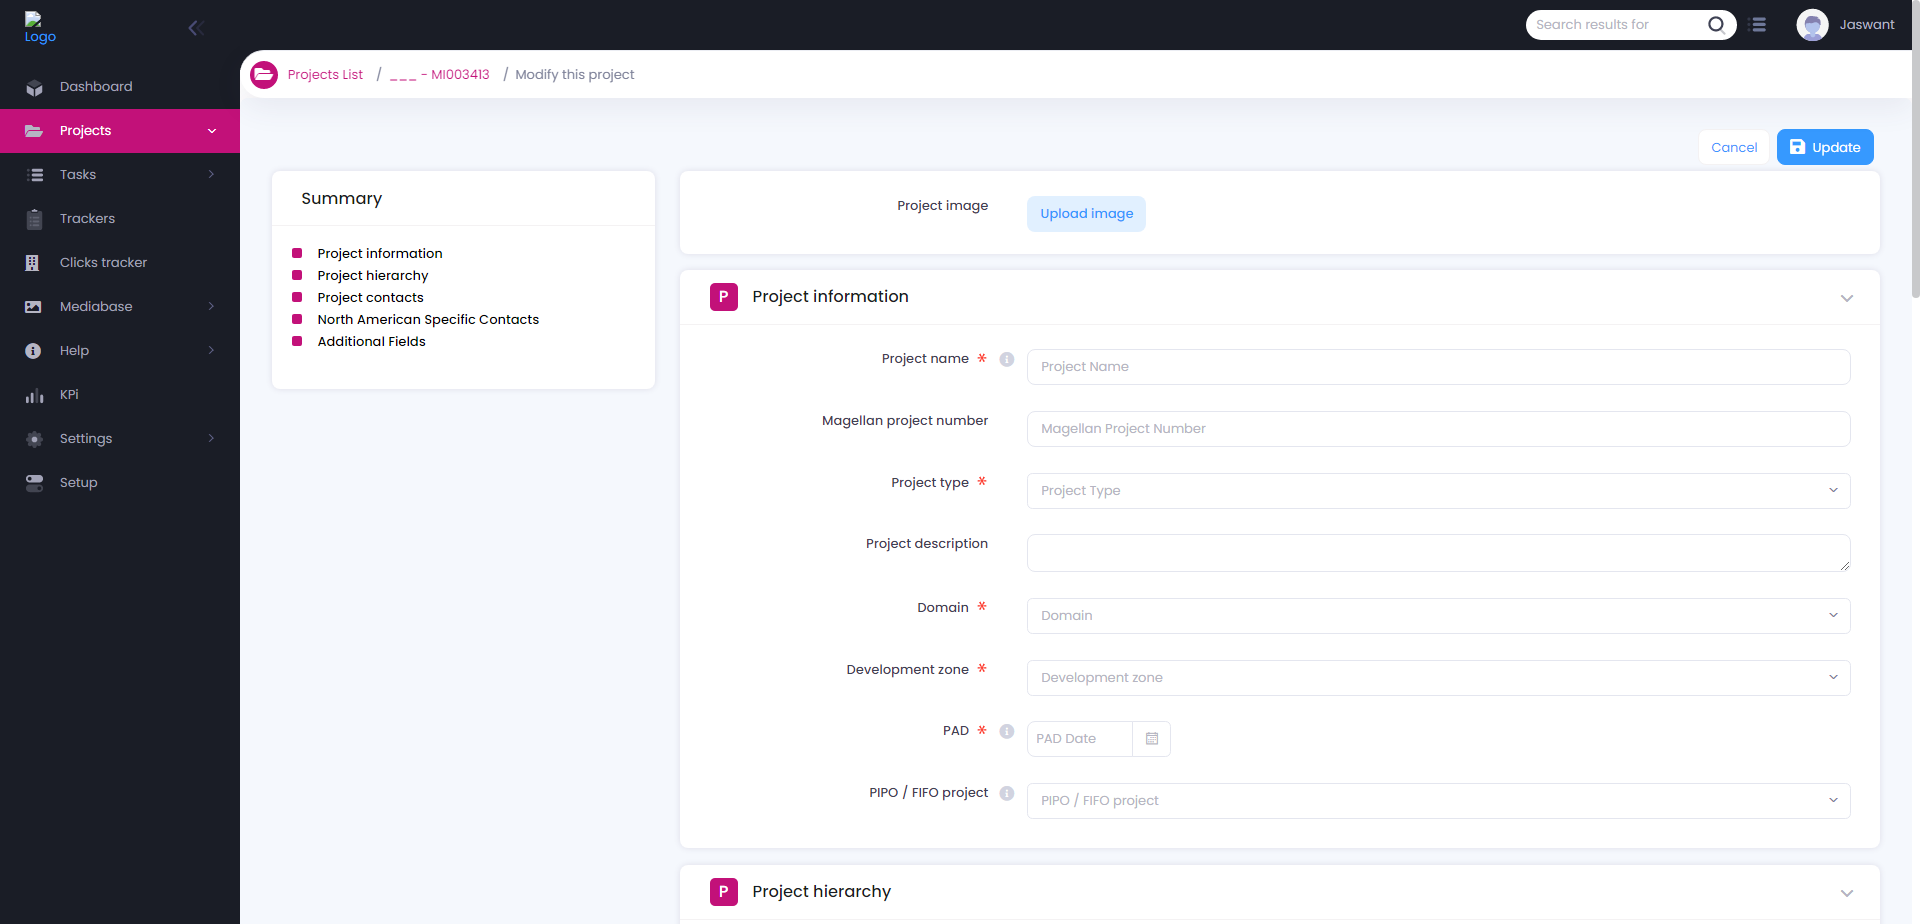 Logo
Search results for
Jaswant
Dashboard
Projects
Tasks
Trackers
Clicks tracker
Mediabase
Help
KPi
Settings
Setup
Projects List / ___ - MI003413 / Modify this project
Cancel
Update
Summary
Project information
Project hierarchy
Project contacts
North American Specific Contacts
Additional Fields
Project image
Upload image
P Project information
Project name *
Project Name
Magellan project number
Magellan Project Number
Project type *
Project Type
Project description
Domain *
Domain
Development zone *
Development zone
PAD *
PAD Date
PIPO / FIFO project
PIPO / FIFO project
P Project hierarchy